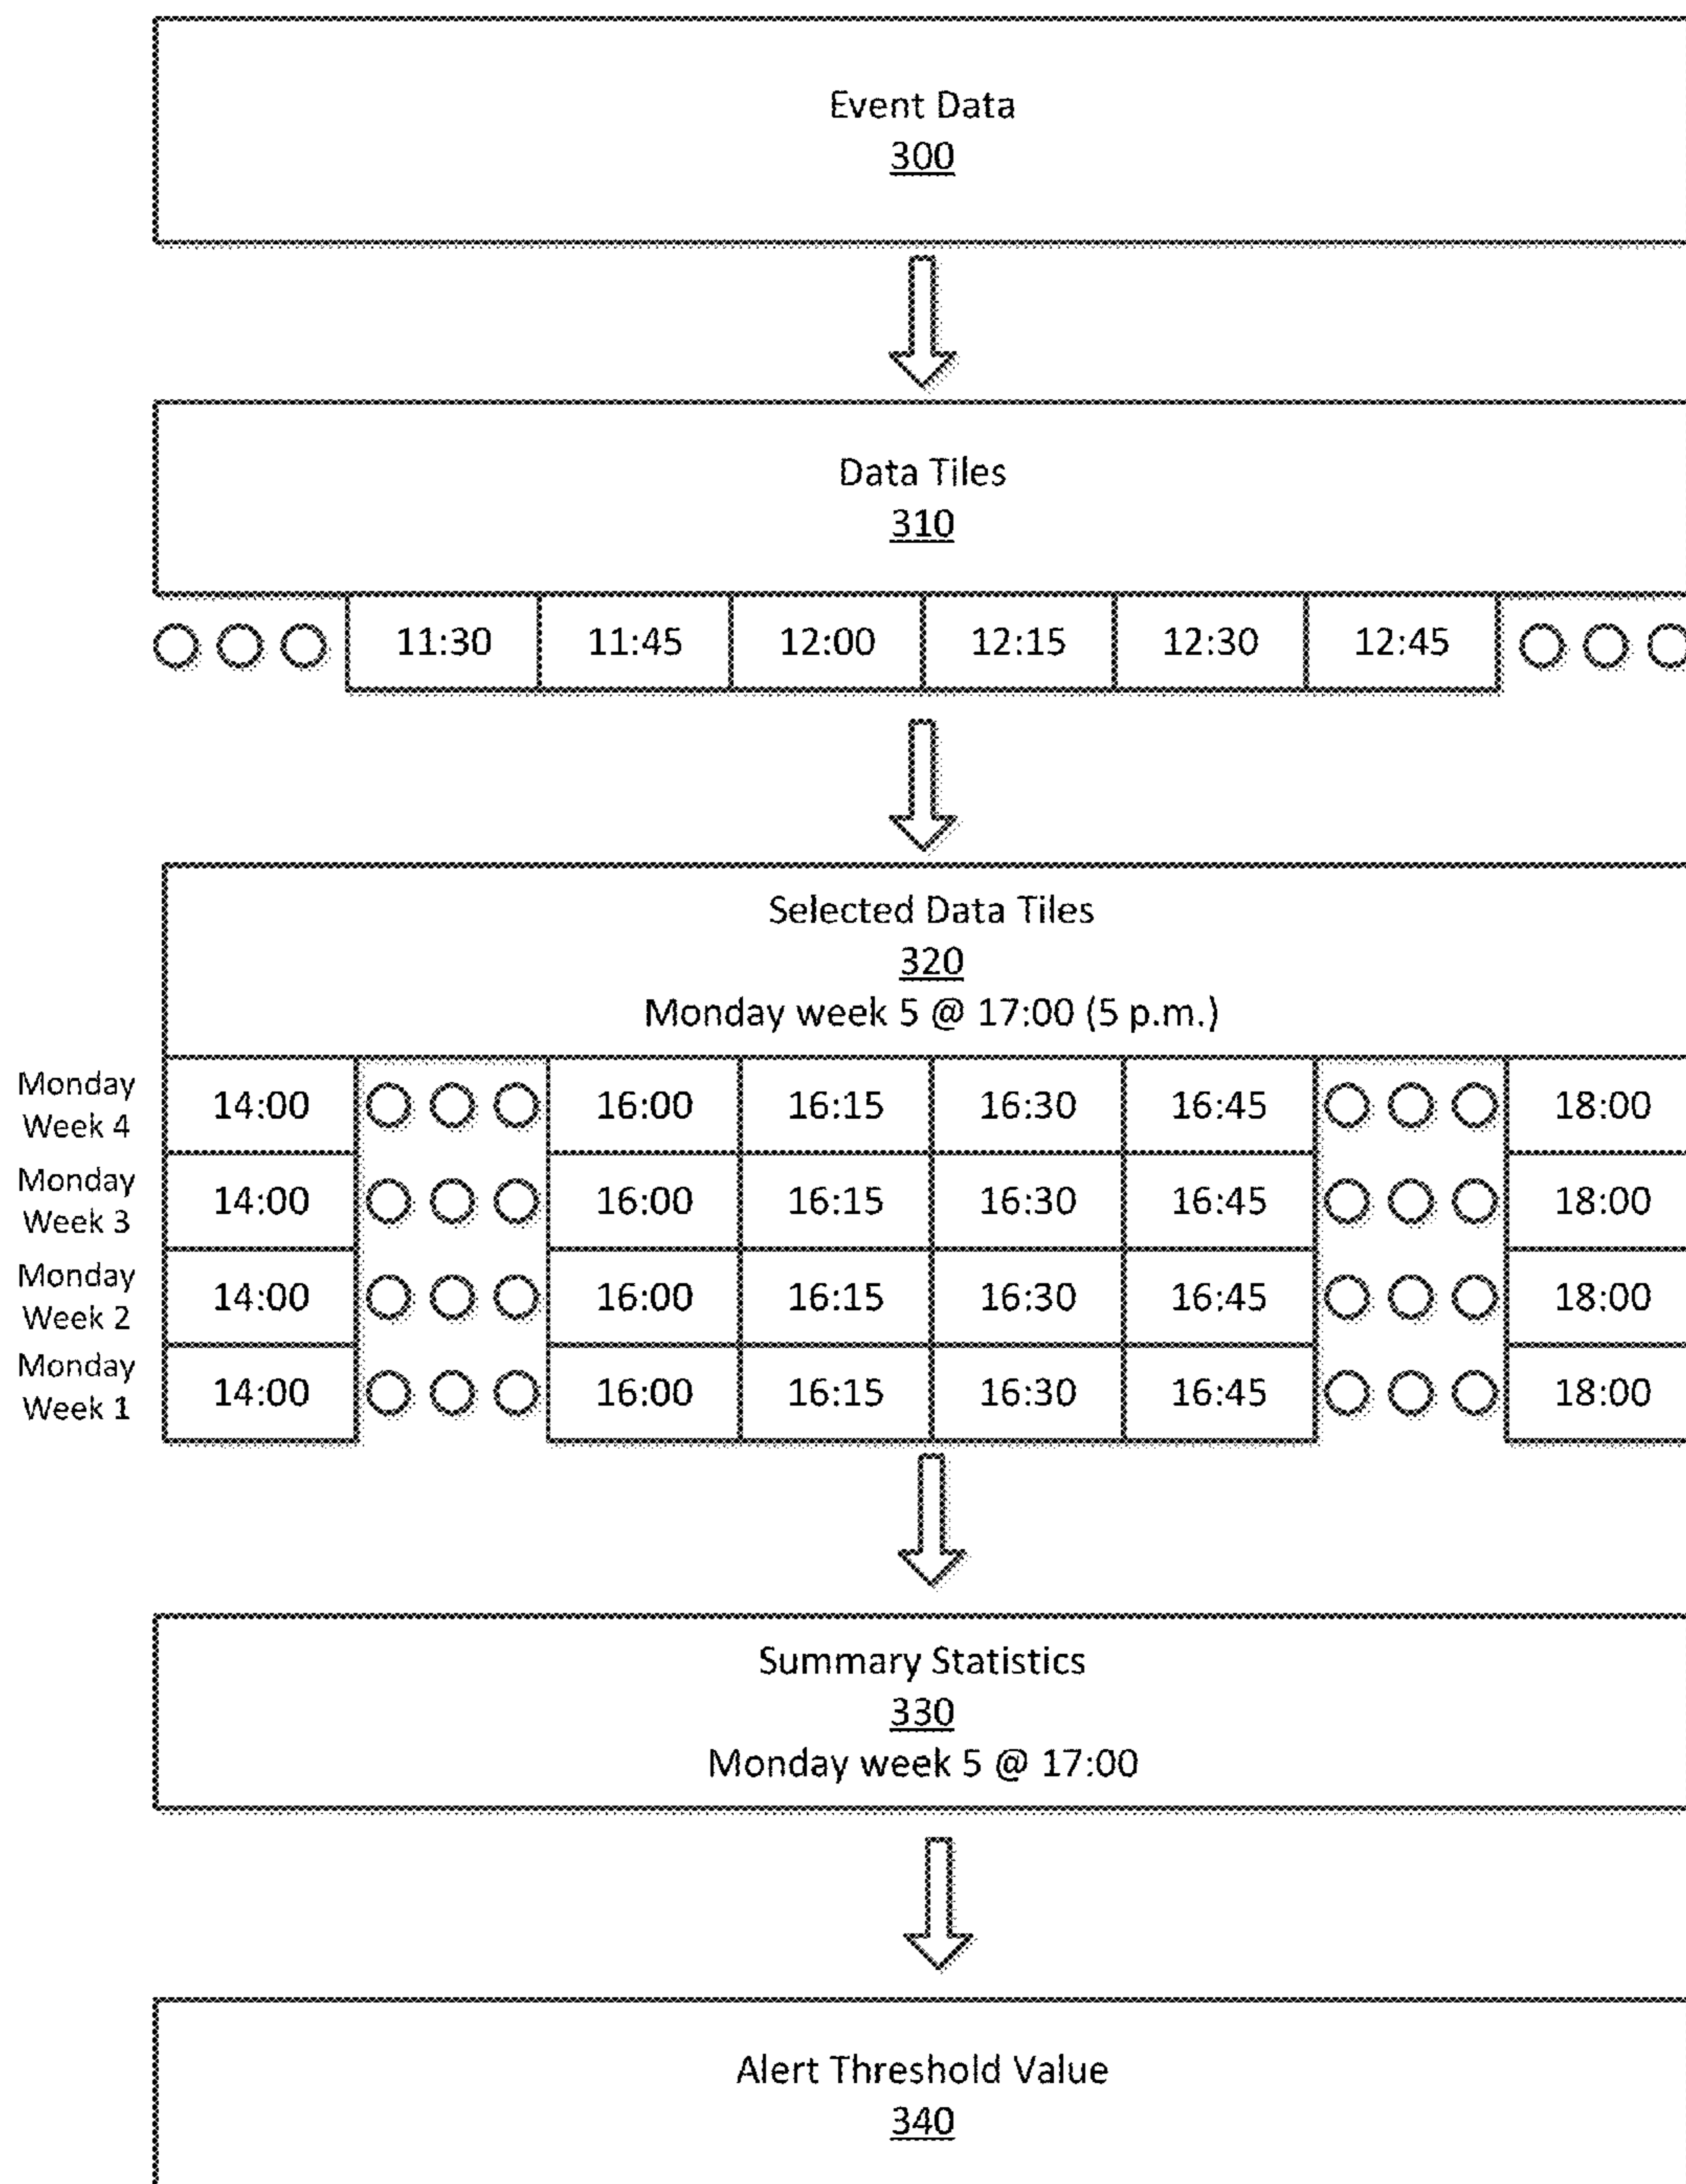 Event Data
300
Data Tiles
310
11:30 11:45 12:00 12:15 12:30 12:45
Selected Data Tiles
320
Monday week 5 @ 17:00 (5 p.m.)
Monday
Week 4
14:00 16:00 16:15 16:30 16:45 18:00
Monday
Week 3
14:00 16:00 16:15 16:30 16:45 18:00
Monday
Week 2
14:00 16:00 16:15 16:30 16:45 18:00
Monday
Week 1
14:00 16:00 16:15 16:30 16:45 18:00
Summary Statistics
330
Monday week 5 @ 17:00
Alert Threshold Value
340